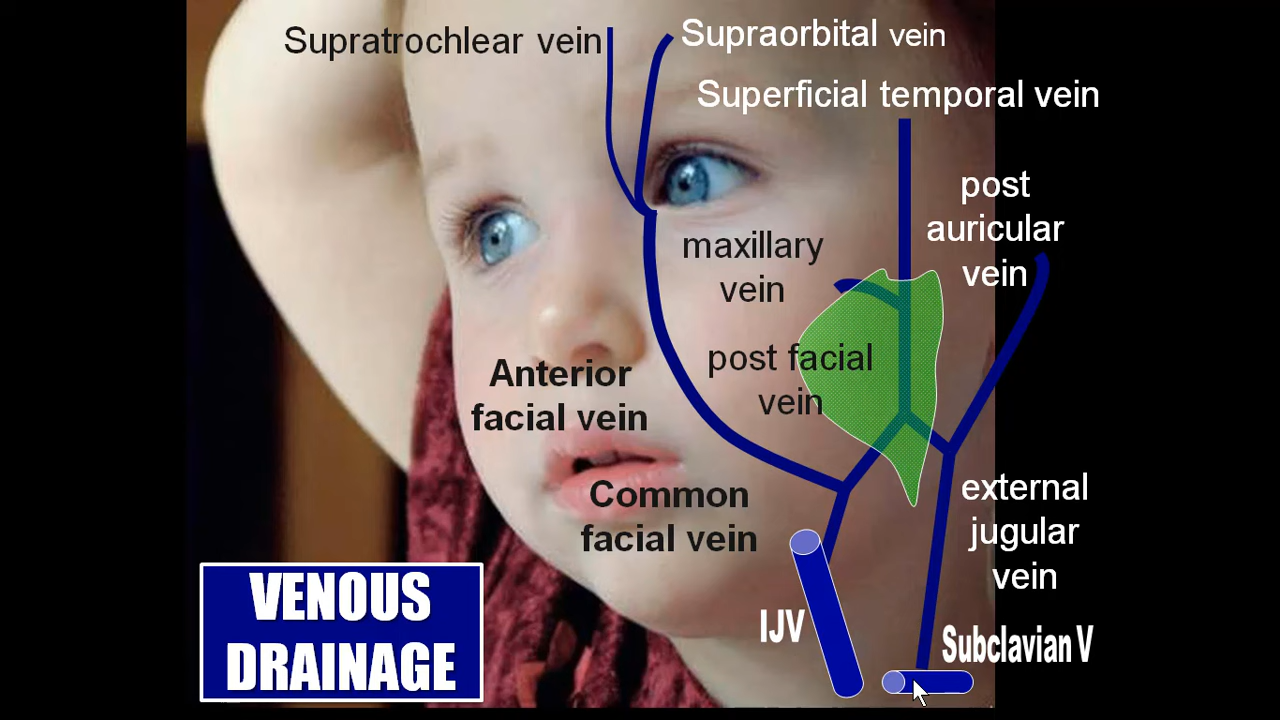 Supratrochlear vein
Supraorbital vein
Superficial temporal vein
post
auricular
vein
maxillary
vein
post facial
vein
Anterior
facial vein
Common
facial vein
external
jugular
vein
IJV
Subclavian V
VENOUS
DRAINAGE